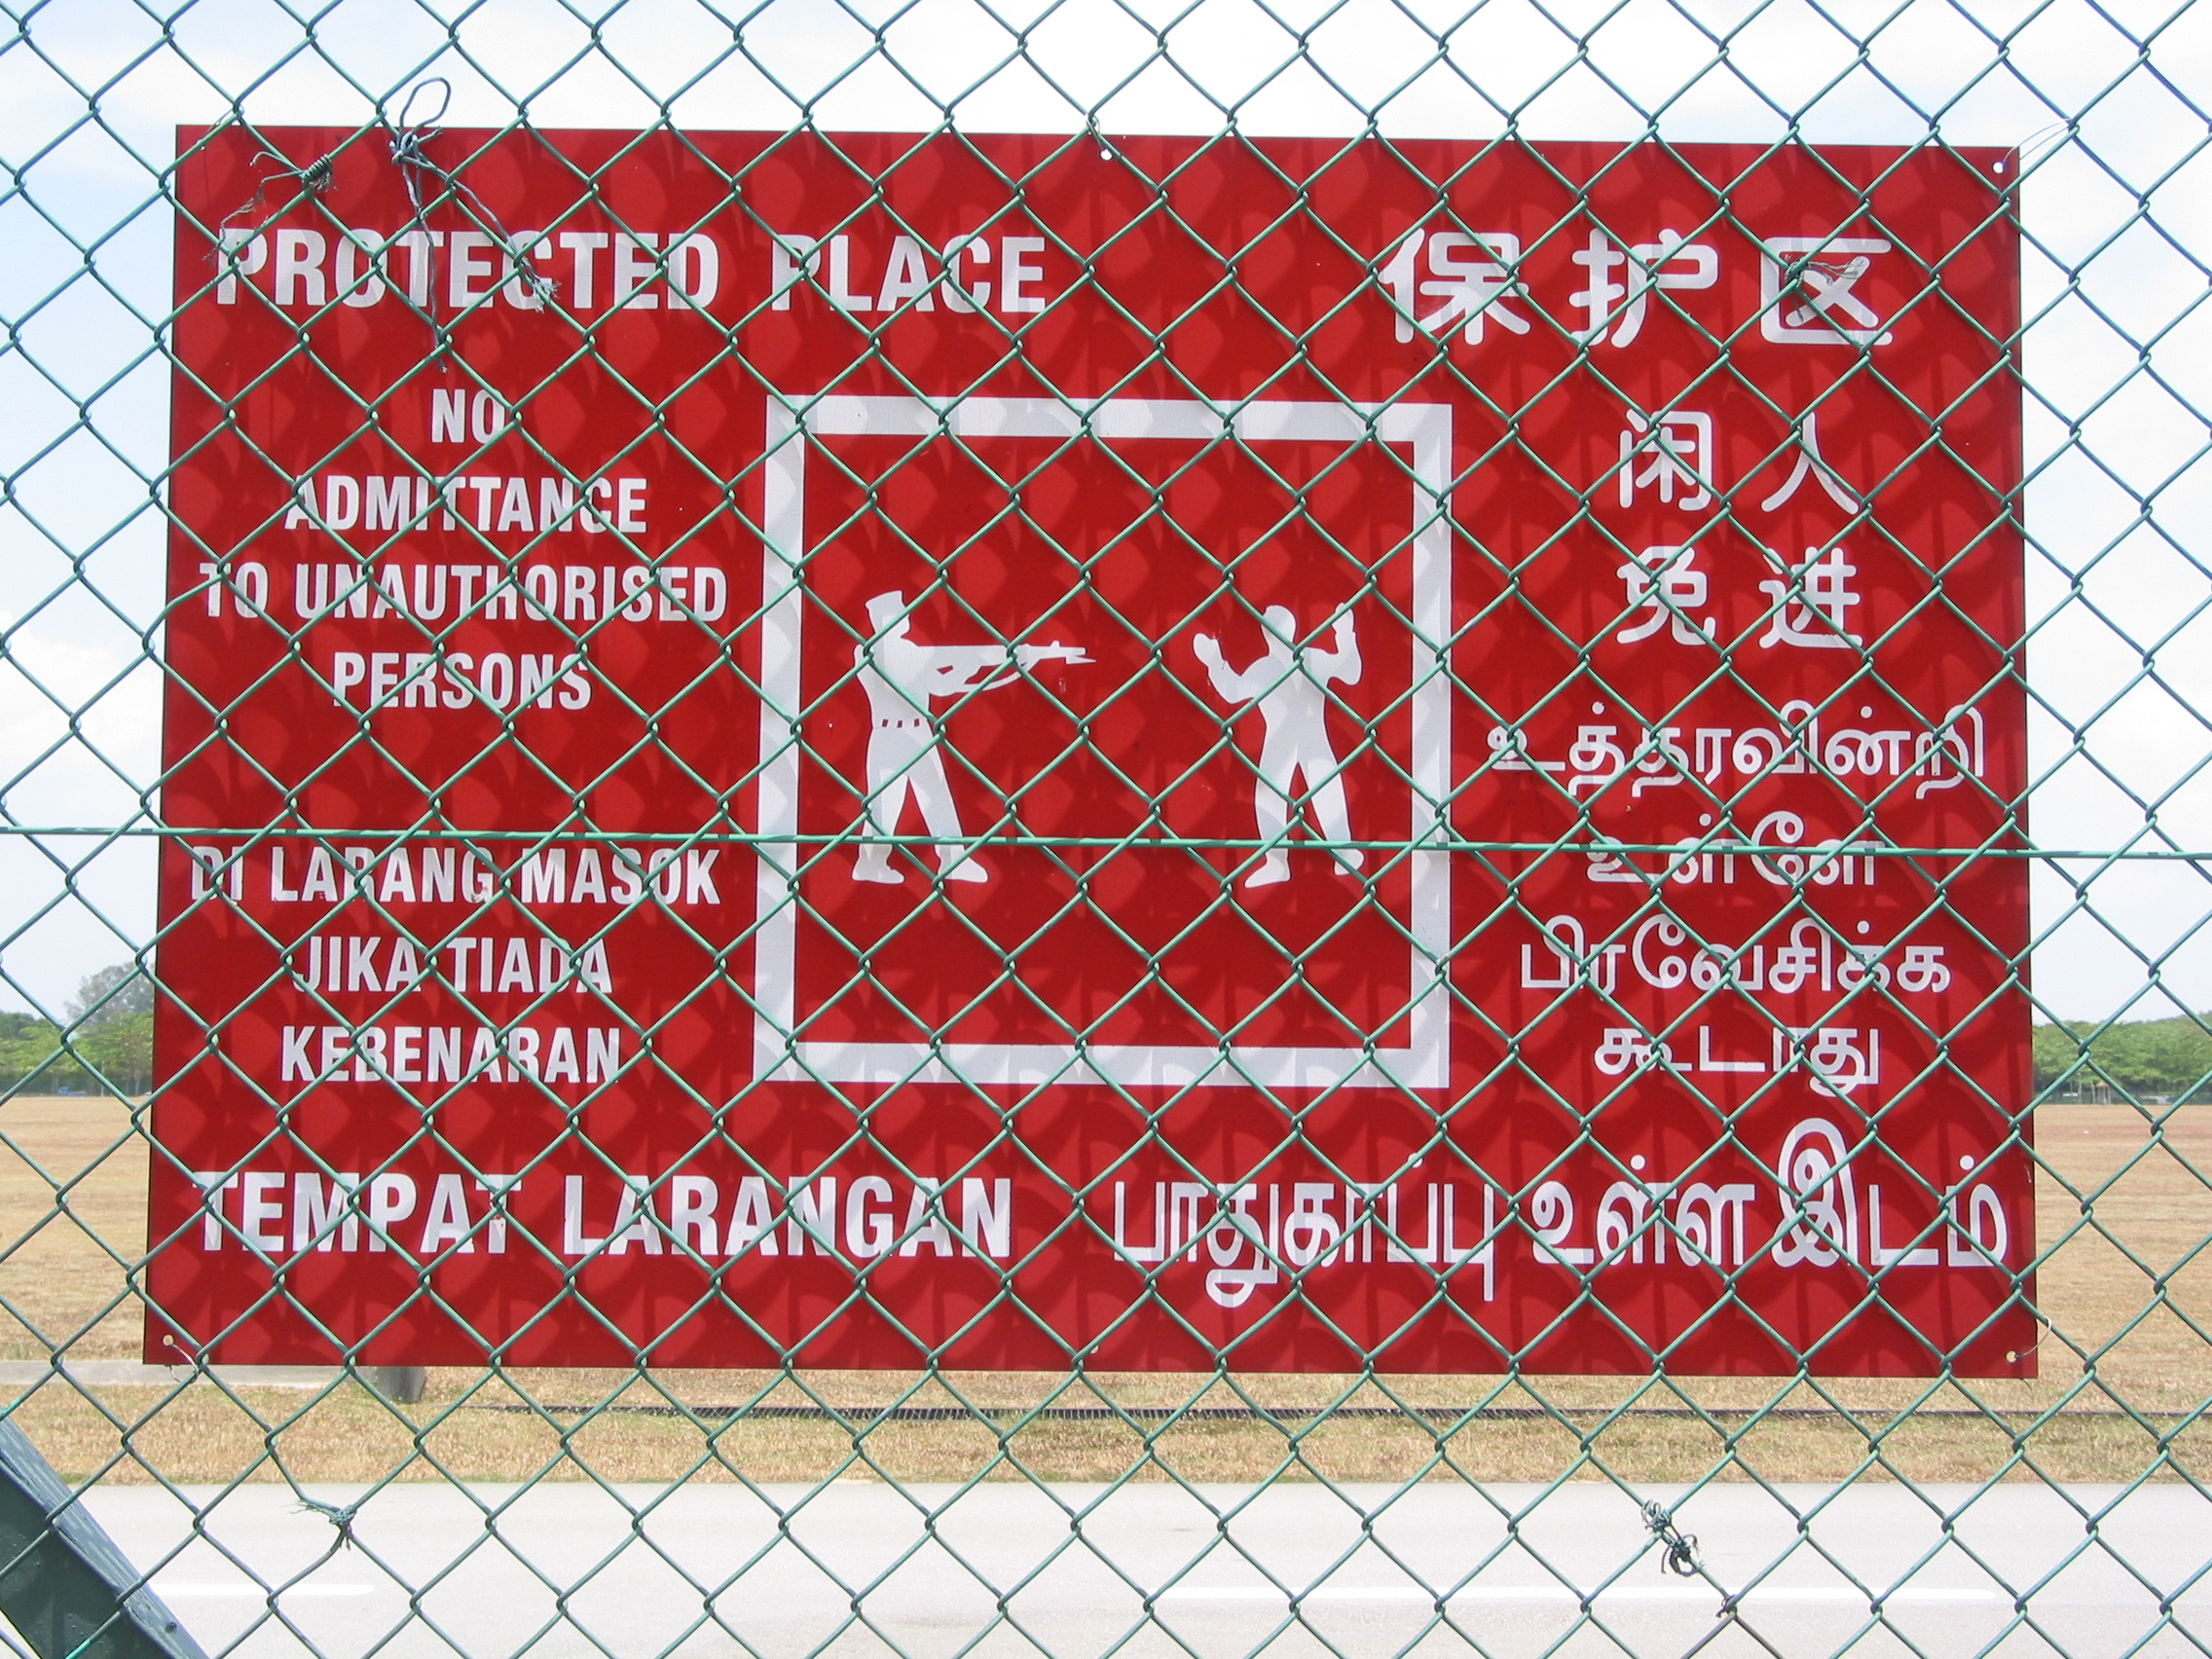 PROTECTED PLACE
保护区
NO
ADMITTANCE
TO UNAUTHORISED
PERSONS
闲人
免进
DI LARANG MASOK
JIKA TIADA
KEBENARAN
உத்தரவின்றி
உள்ளே
பிரவேசிக்க
கூடாது
TEMPAT LARANGAN
பாதுகாப்பு உள்ள இடம்